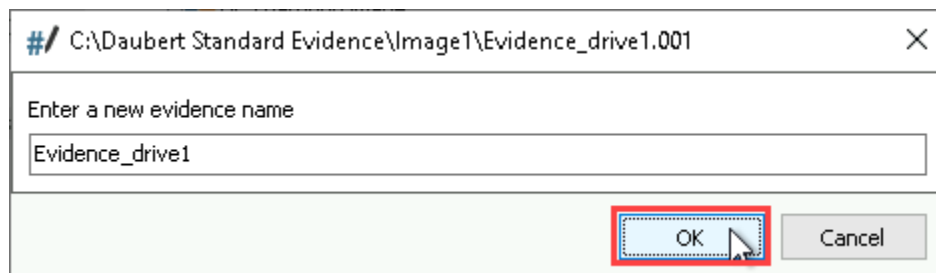 #/ C:\Daubert Standard Evidence\Image1\Evidence_drive1.001
Enter a new evidence name
Evidence_drive1
OK Cancel